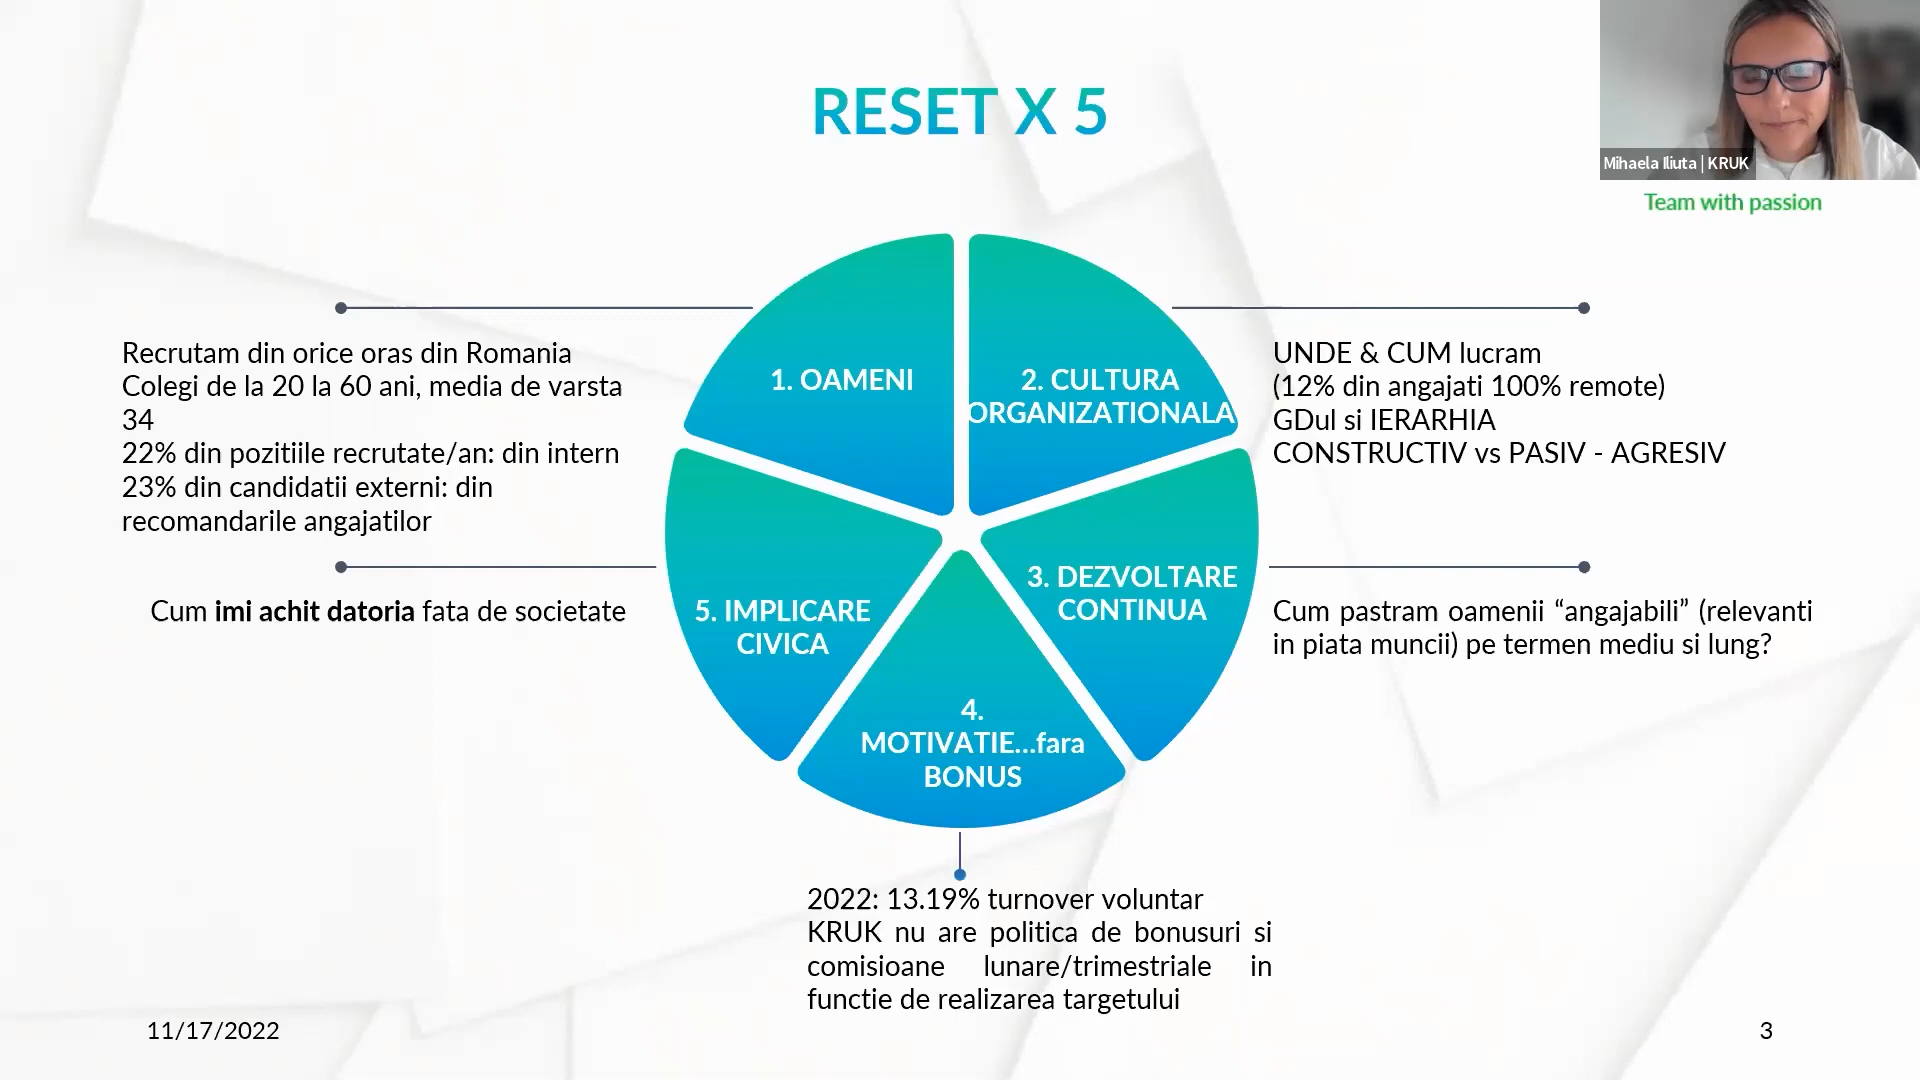 RESET X 5
Mihaela Iliuta | KRUK
Team with passion
1. OAMENI
Recrutam din orice oras din Romania
Colegi de la 20 la 60 ani, media de varsta
34
22% din pozitiile recrutate/an: din intern
23% din candidatii externi: din
recomandarile angajatilor
2. CULTURA
ORGANIZATIONALA
UNDE & CUM lucram
(12% din angajati 100% remote)
GDul si IERARHIA
CONSTRUCTIV vs PASIV - AGRESIV
3. DEZVOLTARE
CONTINUA
Cum pastram oamenii “angajabili” (relevanti
in piata muncii) pe termen mediu si lung?
4.
MOTIVATIE...fara
BONUS
2022: 13.19% turnover voluntar
KRUK nu are politica de bonusuri si
comisioane lunare/trimestriale in
functie de realizarea targetului
5. IMPLICARE
CIVICA
Cum imi achit datoria fata de societate
11/17/2022
3